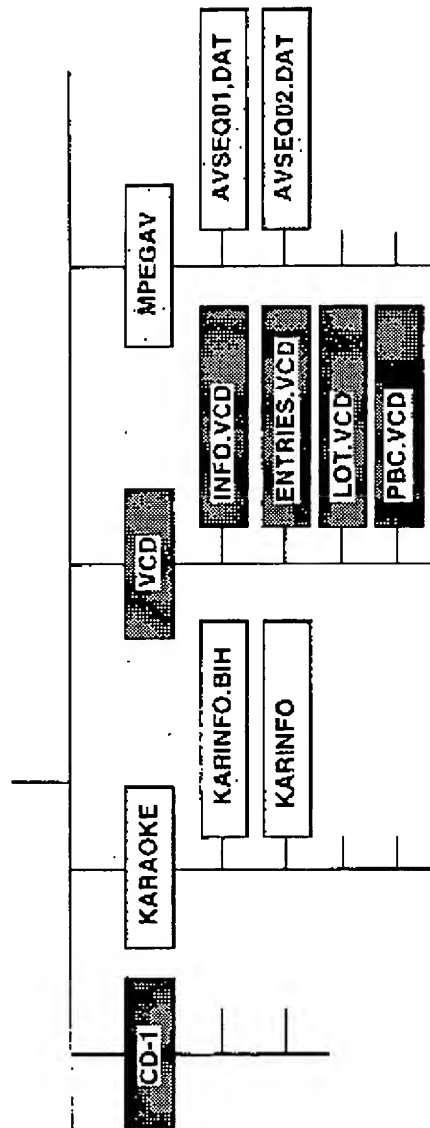 CD-1
KARAOKE
KARINFO.BIH
KARINFO
VCD
INFO.VCD
ENTRIES.VCD
LOT.VCD
PBC.VCD
MPEGAV
AVSEQ01,DAT
AVSEQ02.DAT